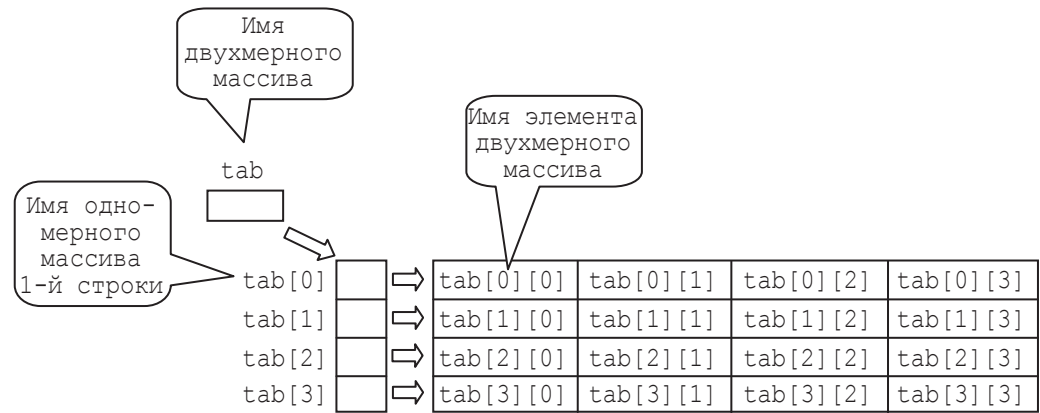 Имя
двухмерного
массива
Имя элемента
двухмерного
массива
tab
Имя одно-
мерного
массива
1-й строки
tab[0] tab[0][0] tab[0][1] tab[0][2] tab[0][3]
tab[1] tab[1][0] tab[1][1] tab[1][2] tab[1][3]
tab[2] tab[2][0] tab[2][1] tab[2][2] tab[2][3]
tab[3] tab[3][0] tab[3][1] tab[3][2] tab[3][3]